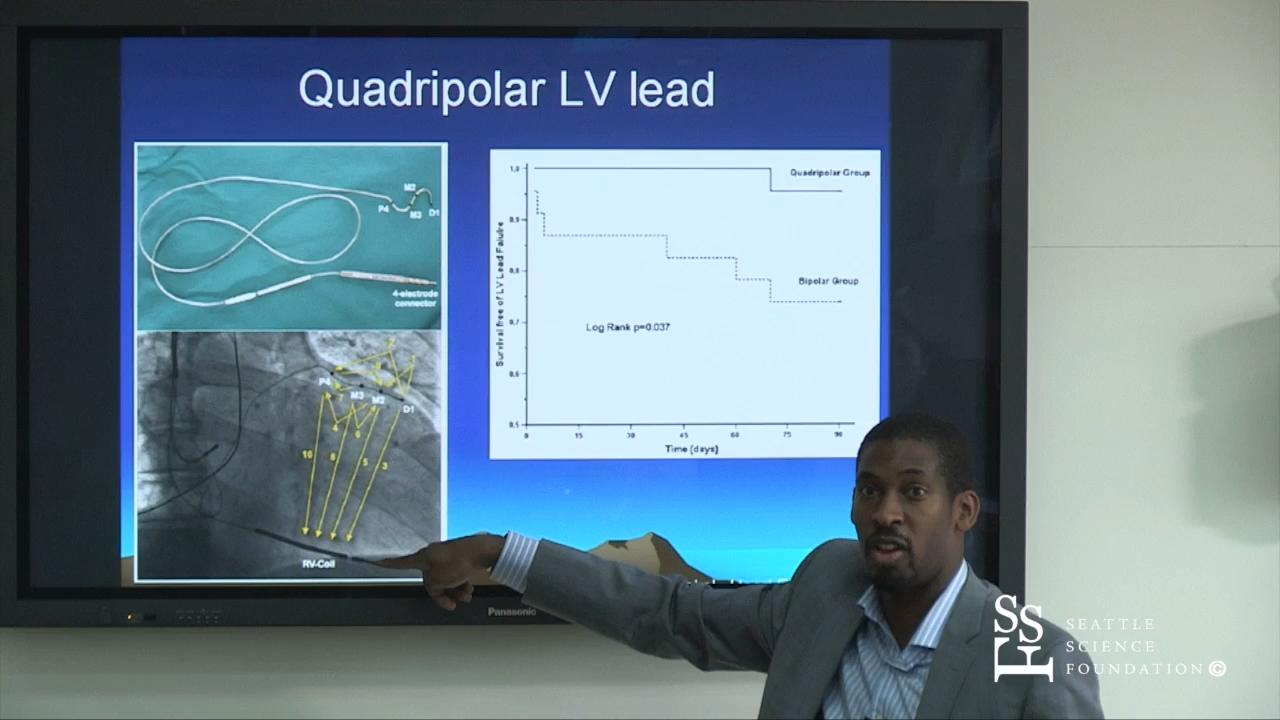 Quadripolar LV lead
M2
P4
M3
D1
4-electrode
connector
P4
M3
M2
D1
7
6
10
8
5
3
RV-Coil
Survival free of LV Lead Failure
1,0
0,9
0,8
0,7
0,6
0,5
Quadripolar Group
Bipolar Group
Log Rank p=0.037
0
15
30
45
60
75
90
Time (days)
Panasonic
SSF
SEATTLE
SCIENCE
FOUNDATION©